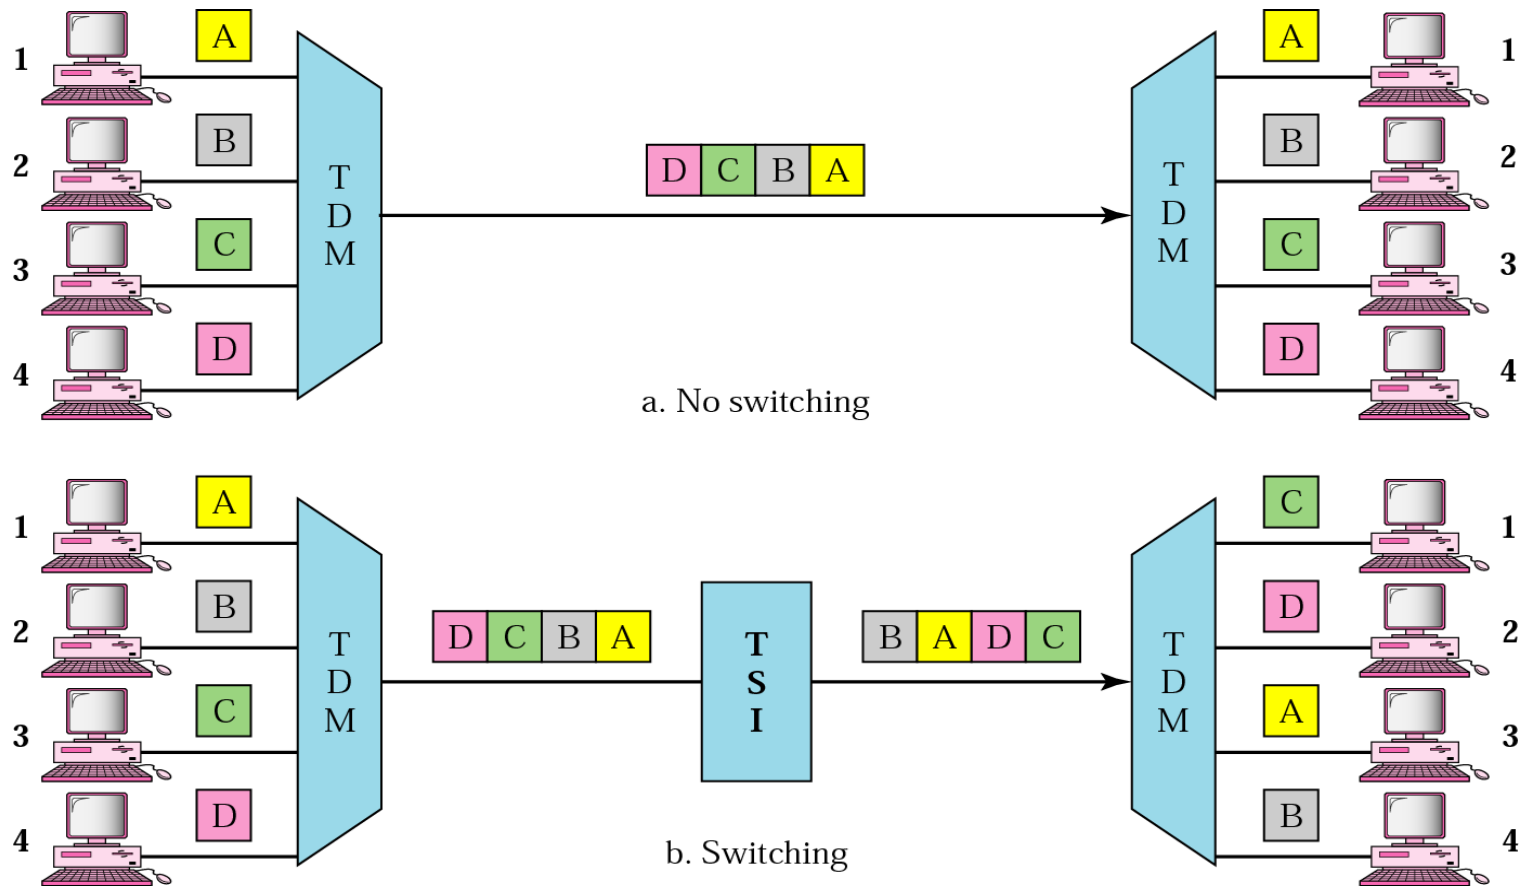 1 A A 1
2 B B 2
T D M
D C B A
T D M
3 C C 3
4 D D 4
a. No switching
1 A C 1
2 B D 2
T D M
D C B A
T S I
B A D C
T D M
3 C A 3
4 D B 4
b. Switching